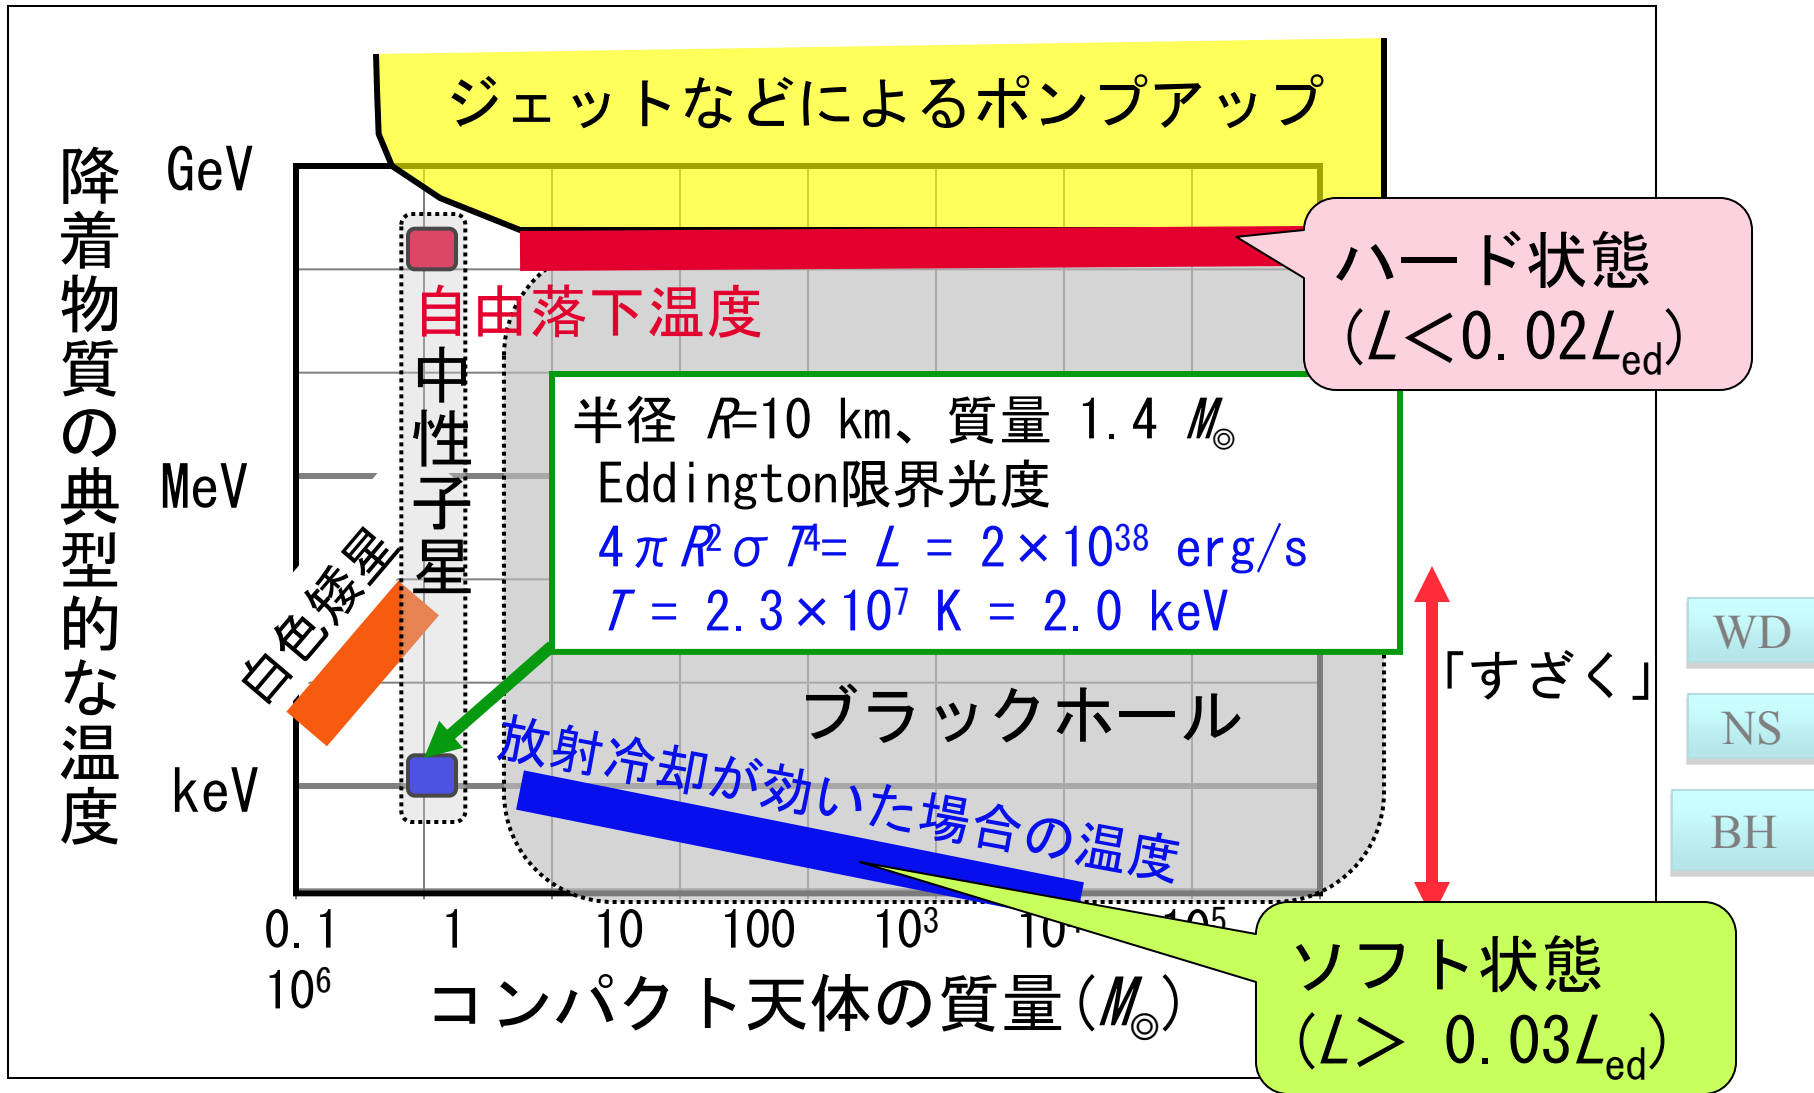 ジェットなどによるポンプアップ
降着物質の典型的な温度
GeV
MeV
keV
ハード状態
(L＜0.02Led)
自由落下温度
中性子星
白色矮星
半径 R=10 km、質量 1.4 M◎
Eddington限界光度
4πR²σT⁴= L = 2×10³⁸ erg/s
T = 2.3×10⁷ K = 2.0 keV
「すざく」
WD
NS
BH
ブラックホール
放射冷却が効いた場合の温度
0.1 1 10 100 10³
10⁶
コンパクト天体の質量(M◎)
ソフト状態
(L＞ 0.03Led)